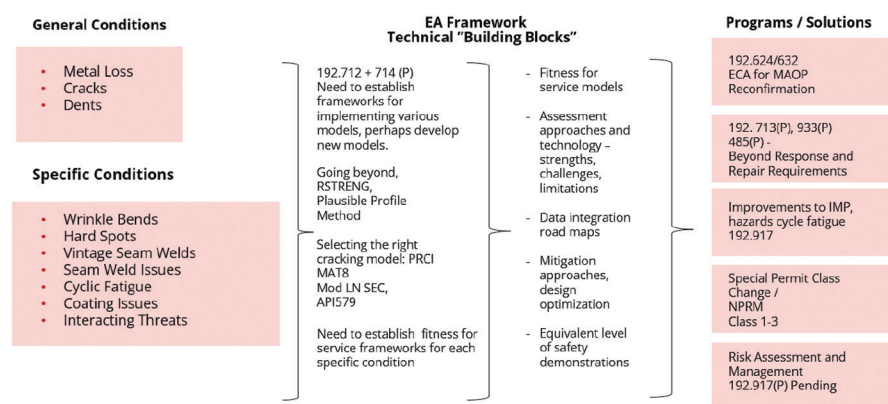 General Conditions
• Metal Loss
• Cracks
• Dents
Specific Conditions
• Wrinkle Bends
• Hard Spots
• Vintage Seam Welds
• Seam Weld Issues
• Cyclic Fatigue
• Coating Issues
• Interacting Threats
EA Framework
Technical "Building Blocks"
192.712 + 714 (P)
Need to establish
frameworks for
implementing various
models, perhaps develop
new models.
Going beyond,
RSTRENG,
Plausible Profile
Method
Selecting the right
cracking model: PRCI
MAT8
Mod LN SEC,
API579
Need to establish fitness for
service frameworks for each
specific condition
- Fitness for
service models
- Assessment
approaches and
technology –
strengths,
challenges,
limitations
- Data integration
road maps
- Mitigation
approaches,
design
optimization
- Equivalent level
of safety
demonstrations
Programs / Solutions
192.624/632
ECA for MAOP
Reconfirmation
192. 713(P), 933(P)
485(P) -
Beyond Response and
Repair Requirements
Improvements to IMP,
hazards cycle fatigue
192.917
Special Permit Class
Change /
NPRM
Class 1-3
Risk Assessment and
Management
192.917(P) Pending